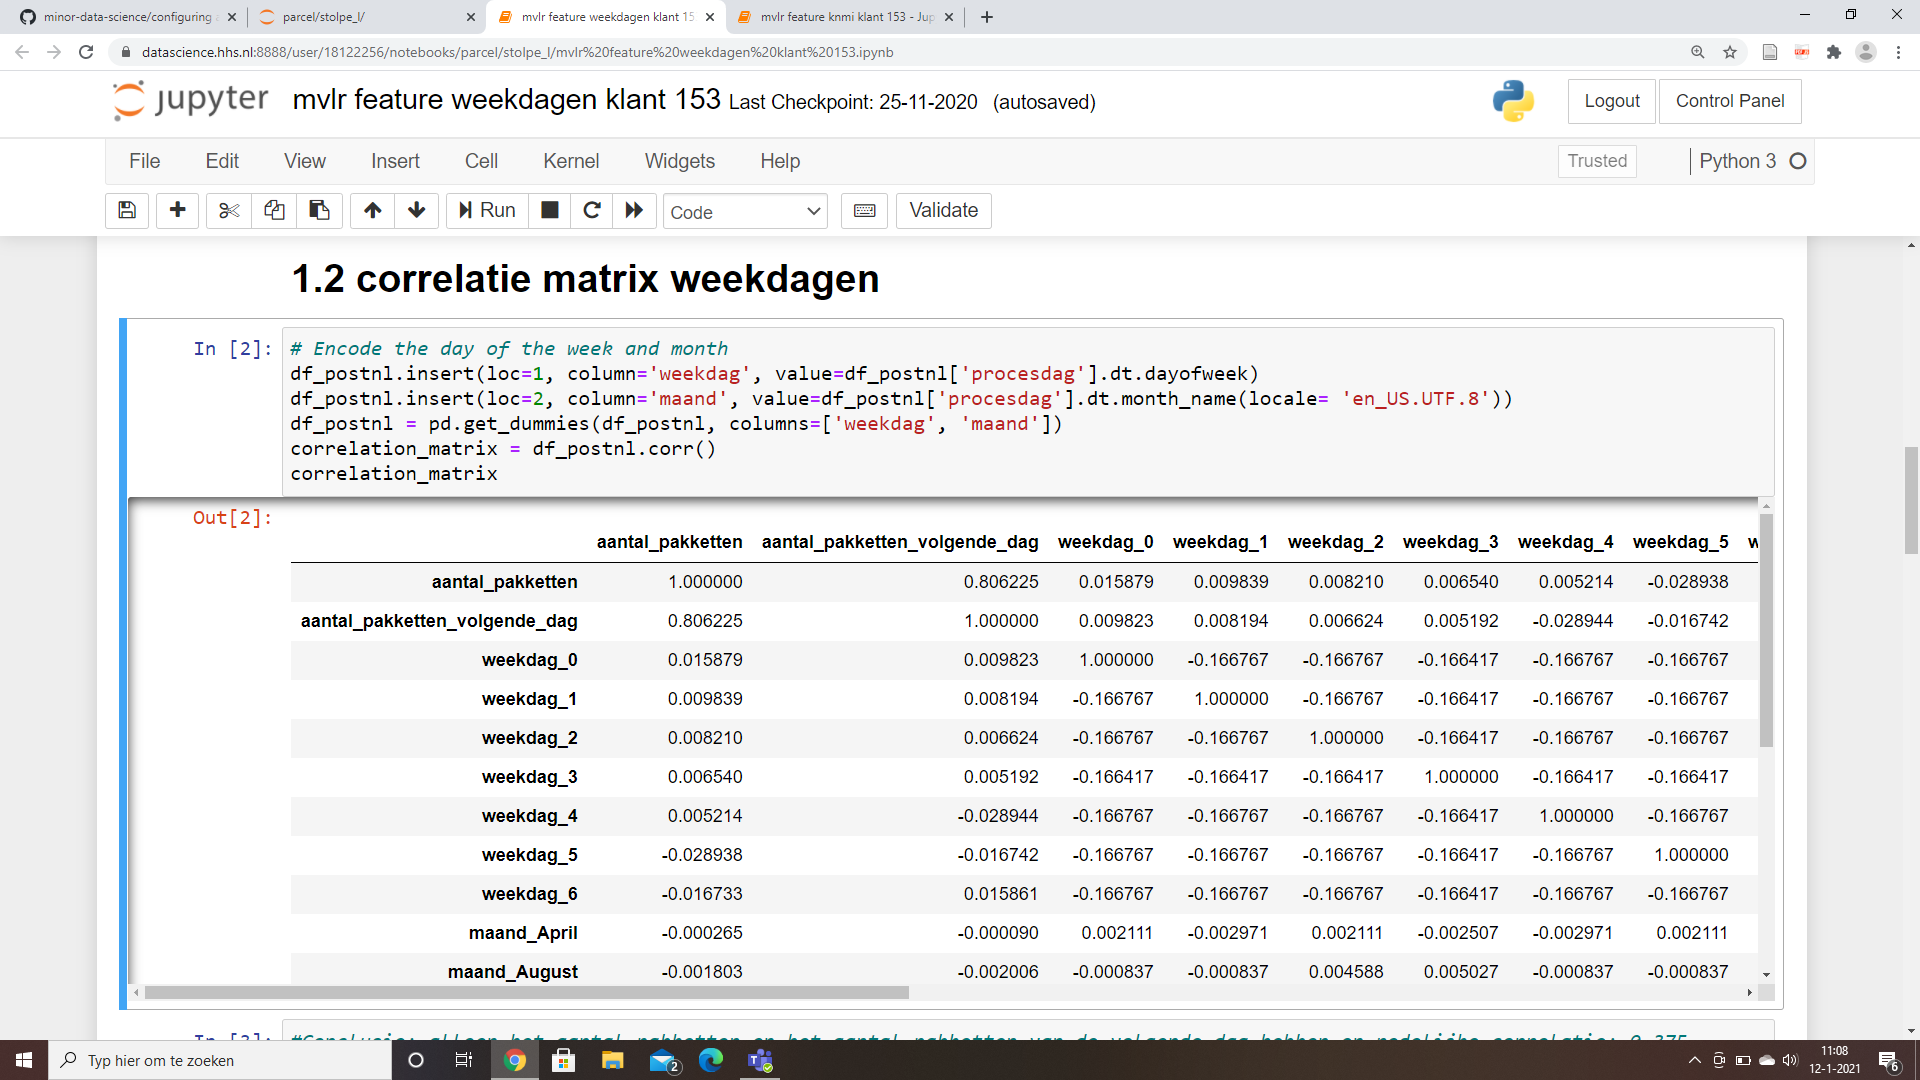 minor-data-science/configuring
parcel/stolpe_l/
mvlr feature weekdagen klant 15
mvlr feature knmi klant 153 - Jup
datascience.hhs.nl:8888/user/18122256/notebooks/parcel/stolpe_l/mvlr%20feature%20weekdagen%20klant%20153.ipynb
jupyter mvlr feature weekdagen klant 153 Last Checkpoint: 25-11-2020 (autosaved)
Logout Control Panel
File Edit View Insert Cell Kernel Widgets Help Trusted Python 3
Run Code Validate
1.2 correlatie matrix weekdagen
In [2]: # Encode the day of the week and month
df_postnl.insert(loc=1, column='weekdag', value=df_postnl['procesdag'].dt.dayofweek)
df_postnl.insert(loc=2, column='maand', value=df_postnl['procesdag'].dt.month_name(locale= 'en_US.UTF.8'))
df_postnl = pd.get_dummies(df_postnl, columns=['weekdag', 'maand'])
correlation_matrix = df_postnl.corr()
correlation_matrix
Out[2]:
aantal_pakketten aantal_pakketten_volgende_dag weekdag_0 weekdag_1 weekdag_2 weekdag_3 weekdag_4 weekdag_5 w
aantal_pakketten 1.000000 0.806225 0.015879 0.009839 0.008210 0.006540 0.005214 -0.028938
aantal_pakketten_volgende_dag 0.806225 1.000000 0.009823 0.008194 0.006624 0.005192 -0.028944 -0.016742
weekdag_0 0.015879 0.009823 1.000000 -0.166767 -0.166767 -0.166417 -0.166767 -0.166767
weekdag_1 0.009839 0.008194 -0.166767 1.000000 -0.166767 -0.166417 -0.166767 -0.166767
weekdag_2 0.008210 0.006624 -0.166767 -0.166767 1.000000 -0.166417 -0.166767 -0.166767
weekdag_3 0.006540 0.005192 -0.166417 -0.166417 -0.166417 1.000000 -0.166417 -0.166417
weekdag_4 0.005214 -0.028944 -0.166767 -0.166767 -0.166767 -0.166417 1.000000 -0.166767
weekdag_5 -0.028938 -0.016742 -0.166767 -0.166767 -0.166767 -0.166417 -0.166767 1.000000
weekdag_6 -0.016733 0.015861 -0.166767 -0.166767 -0.166767 -0.166417 -0.166767 -0.166767
maand_April -0.000265 -0.000090 0.002111 -0.002971 0.002111 -0.002507 -0.002971 0.002111
maand_August -0.001803 -0.002006 -0.000837 -0.000837 0.004588 0.005027 -0.000837 -0.000837
In [3]: #Conclusie: alleen het aantal pakketten en het aantal pakketten van de volgende dag hebben
Typ hier om te zoeken
2
11:08
12-1-2021
6